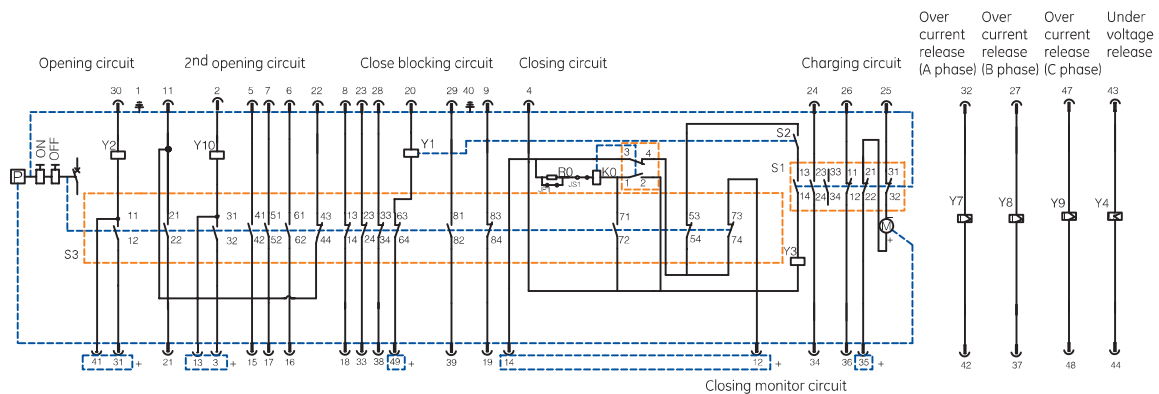 Over Over Over Under
current current current voltage
release release release release
(A phase) (B phase) (C phase)
Opening circuit 2nd opening circuit Close blocking circuit Closing circuit Charging circuit
30 1 11 2 5 7 6 22 8 23 28 20 29 40 9 4 24 26 25 32 27 47 43
ON OFF Y2 Y10 Y1 S2
3 4
P R0 K0 S1 13 23 33 11 21 31
JS1 1 2
14 24 34 12 22 32
Y7 Y8 Y9 Y4
11 21 31 41 51 61 43 13 23 33 63 81 83 71 53 73
M
12 22 32 42 52 62 44 14 24 34 64 82 84 72 54 74
+
S3 Y3
41 31 + 21 13 3 + 15 17 16 18 33 38 49 + 39 19 14 12 + 34 36 35 + 42 37 48 44
Closing monitor circuit